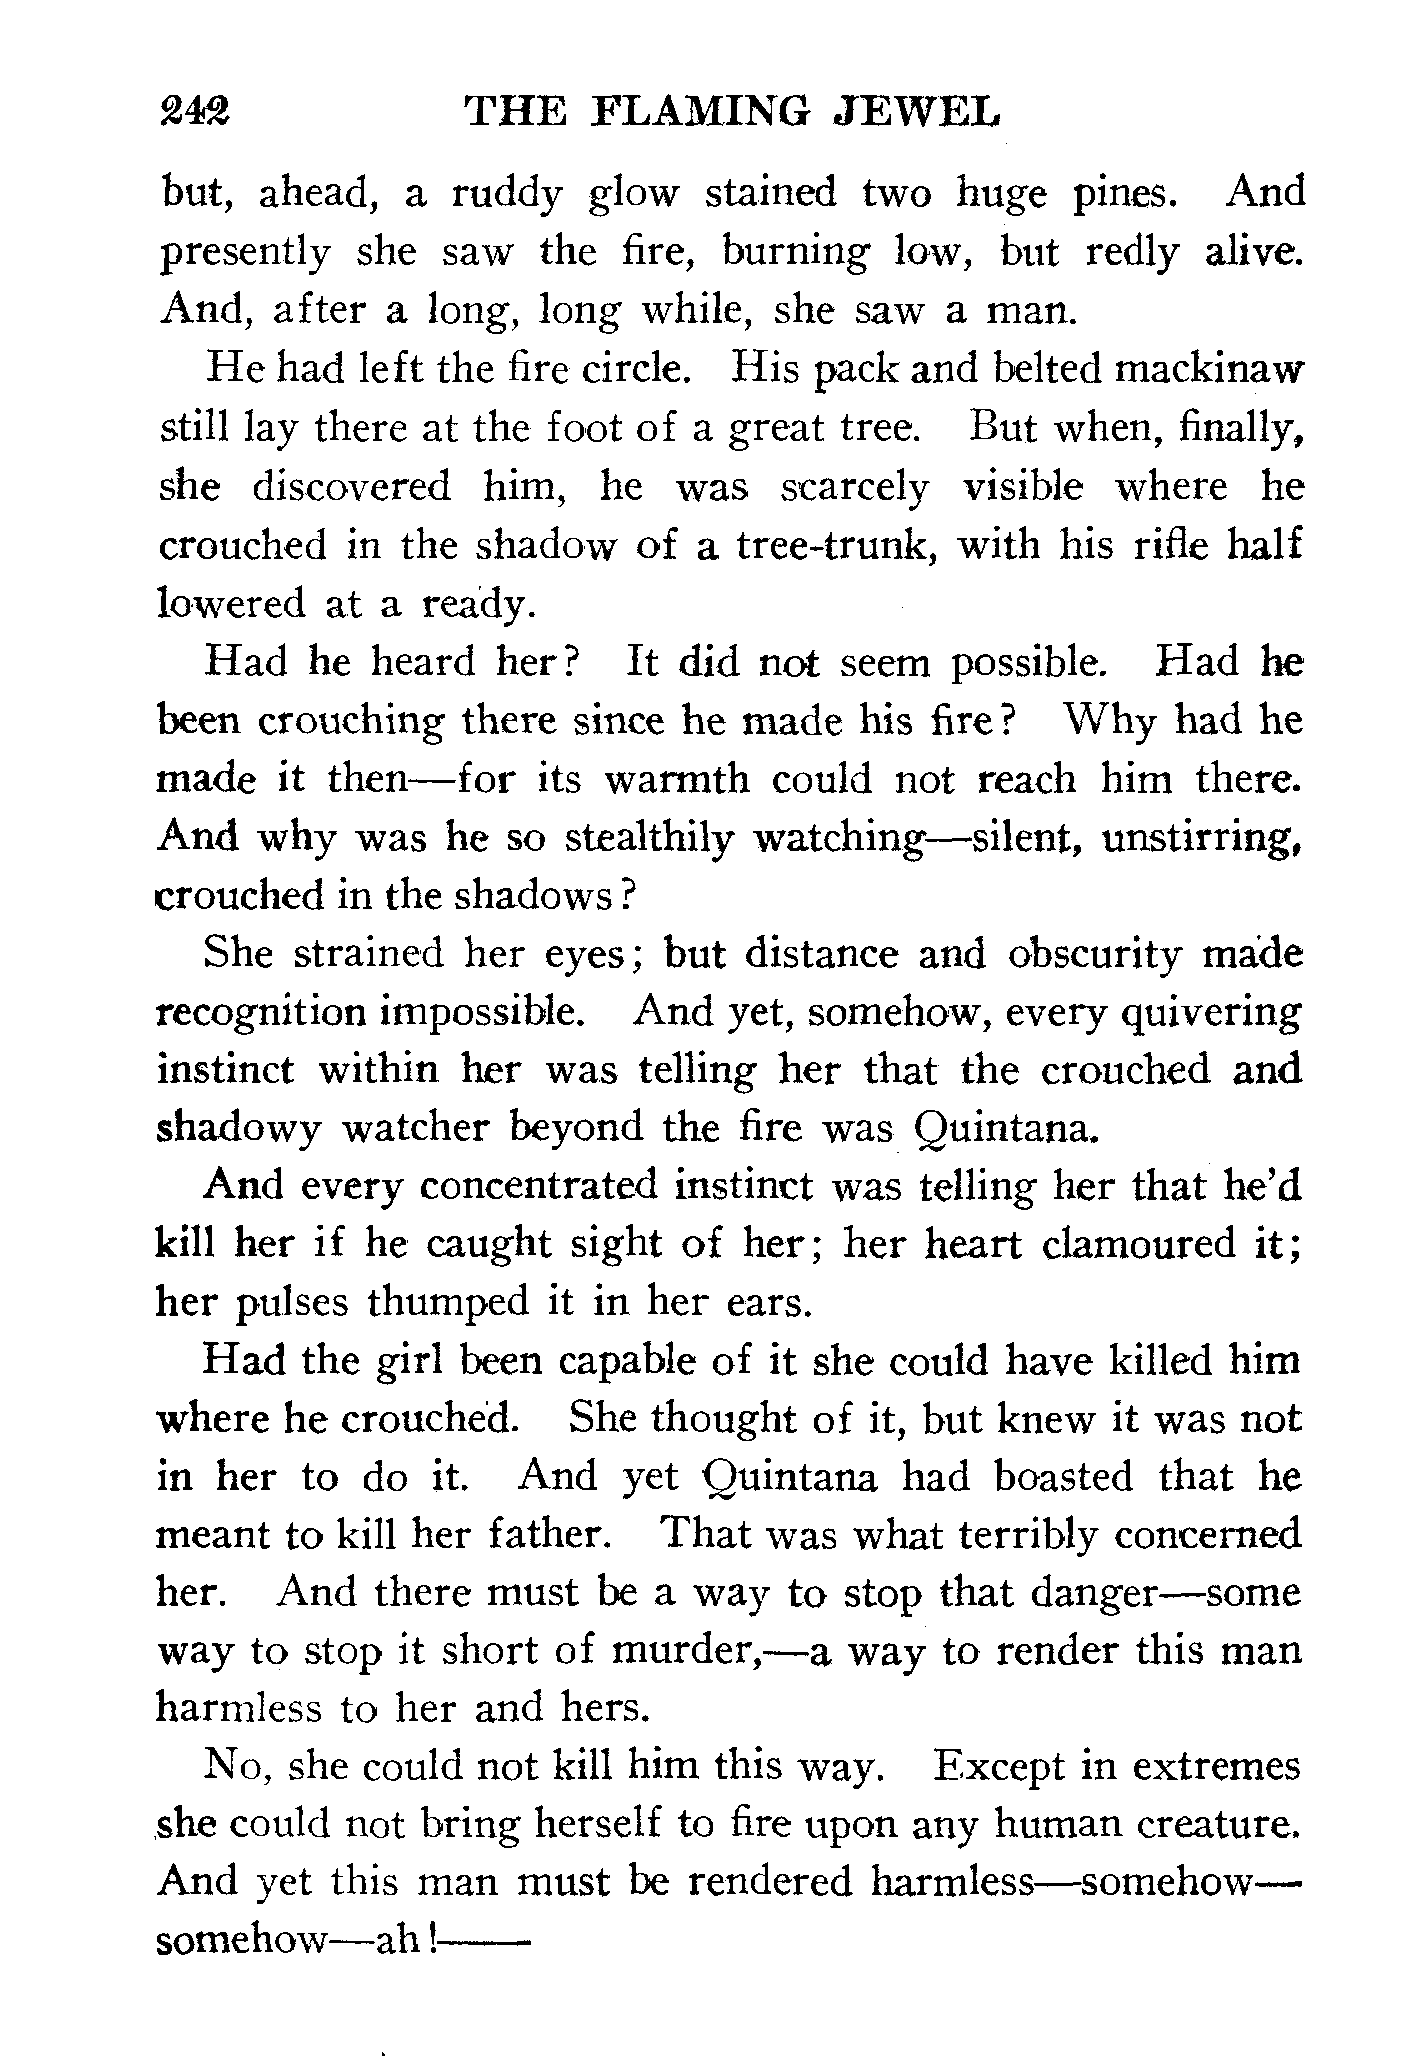 242 THE FLAMING JEWEL
but, ahead, a ruddy glow stained two huge pines. And
presently she saw the fire, burning low, but redly alive.
And, after a long, long while, she saw a man.
He had left the fire circle. His pack and belted mackinaw
still lay there at the foot of a great tree. But when, finally,
she discovered him, he was scarcely visible where he
crouched in the shadow of a tree-trunk, with his rifle half
lowered at a ready.
Had he heard her? It did not seem possible. Had he
been crouching there since he made his fire? Why had he
made it then—for its warmth could not reach him there.
And why was he so stealthily watching—silent, unstirring,
crouched in the shadows?
She strained her eyes; but distance and obscurity made
recognition impossible. And yet, somehow, every quivering
instinct within her was telling her that the crouched and
shadowy watcher beyond the fire was Quintana.
And every concentrated instinct was telling her that he'd
kill her if he caught sight of her; her heart clamoured it;
her pulses thumped it in her ears.
Had the girl been capable of it she could have killed him
where he crouched. She thought of it, but knew it was not
in her to do it. And yet Quintana had boasted that he
meant to kill her father. That was what terribly concerned
her. And there must be a way to stop that danger—some
way to stop it short of murder,—a way to render this man
harmless to her and hers.
No, she could not kill him this way. Except in extremes
she could not bring herself to fire upon any human creature.
And yet this man must be rendered harmless—somehow—
somehow—ah!——